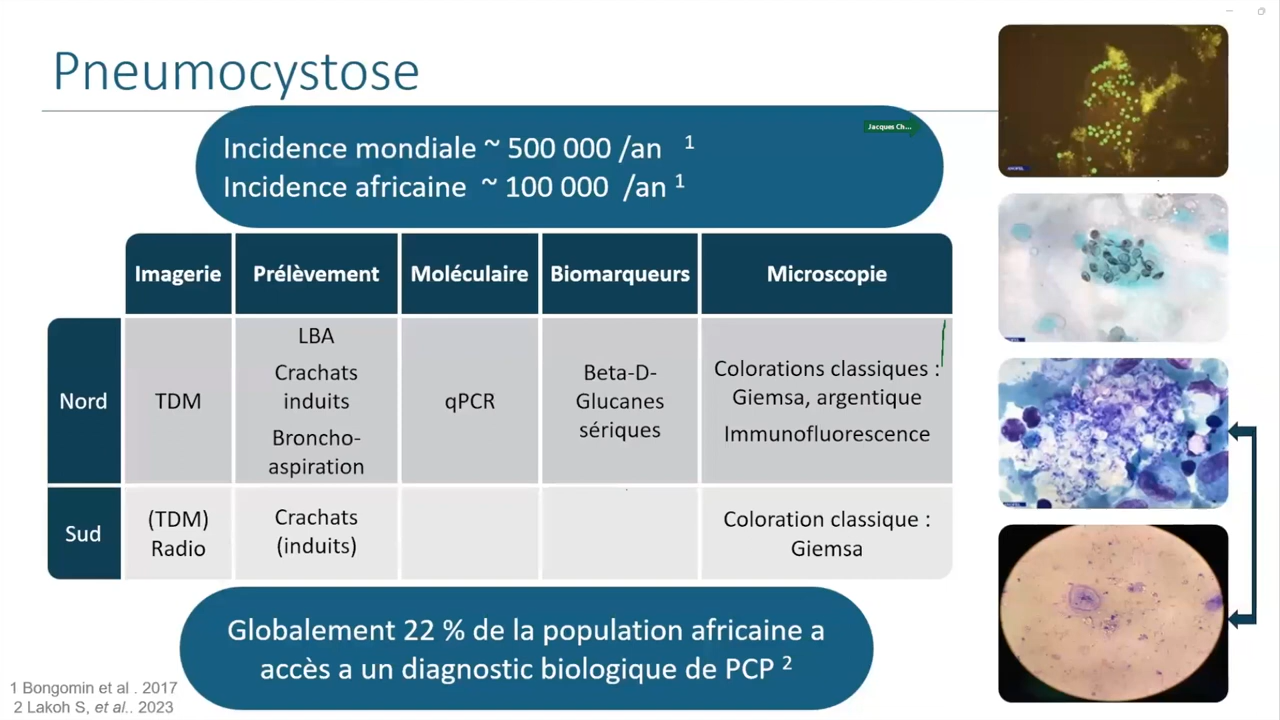 Pneumocystose
Incidence mondiale ~ 500 000 /an 1
Incidence africaine ~ 100 000 /an 1
Jacques Ch...
Imagerie
Prélèvement
Moléculaire
Biomarqueurs
Microscopie
Nord
TDM
LBA
Crachats
induits
Broncho-
aspiration
qPCR
Beta-D-
Glucanes
sériques
Colorations classiques :
Giemsa, argentique
Immunofluorescence
Sud
(TDM)
Radio
Crachats
(induits)
Coloration classique :
Giemsa
Globalement 22 % de la population africaine a
accès a un diagnostic biologique de PCP 2
1 Bongomin et al . 2017
2 Lakoh S, et al.. 2023